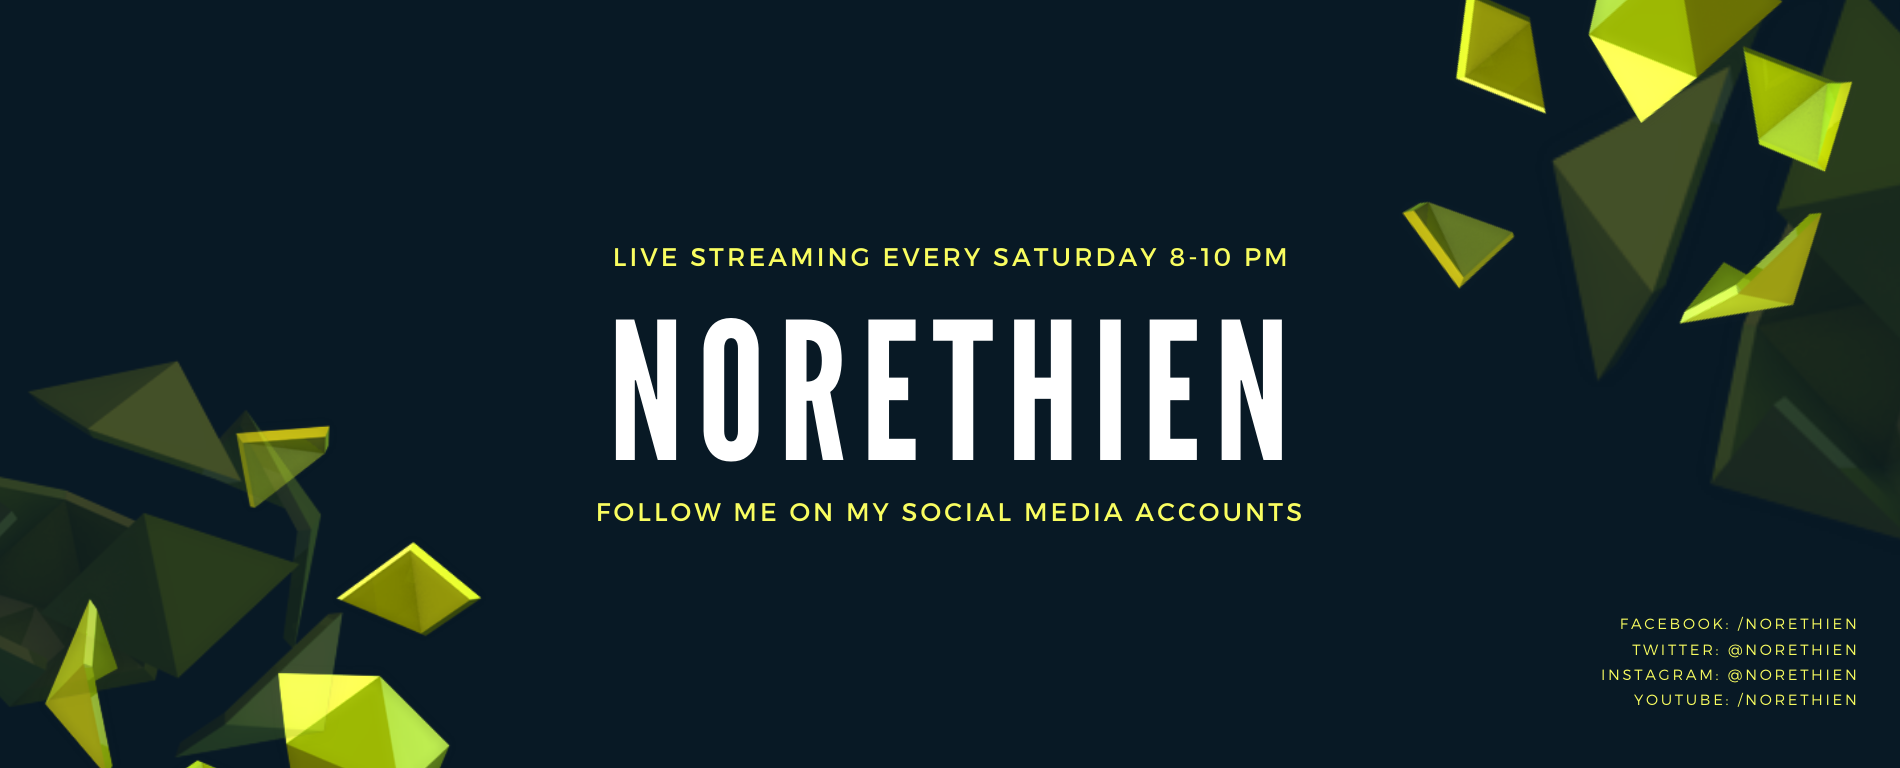 LIVE STREAMING EVERY SATURDAY 8-10 PM
NORETHIEN
FOLLOW ME ON MY SOCIAL MEDIA ACCOUNTS
FACEBOOK: /NORETHIEN
TWITTER: @NORETHIEN
INSTAGRAM: @NORETHIEN
YOUTUBE: /NORETHIEN